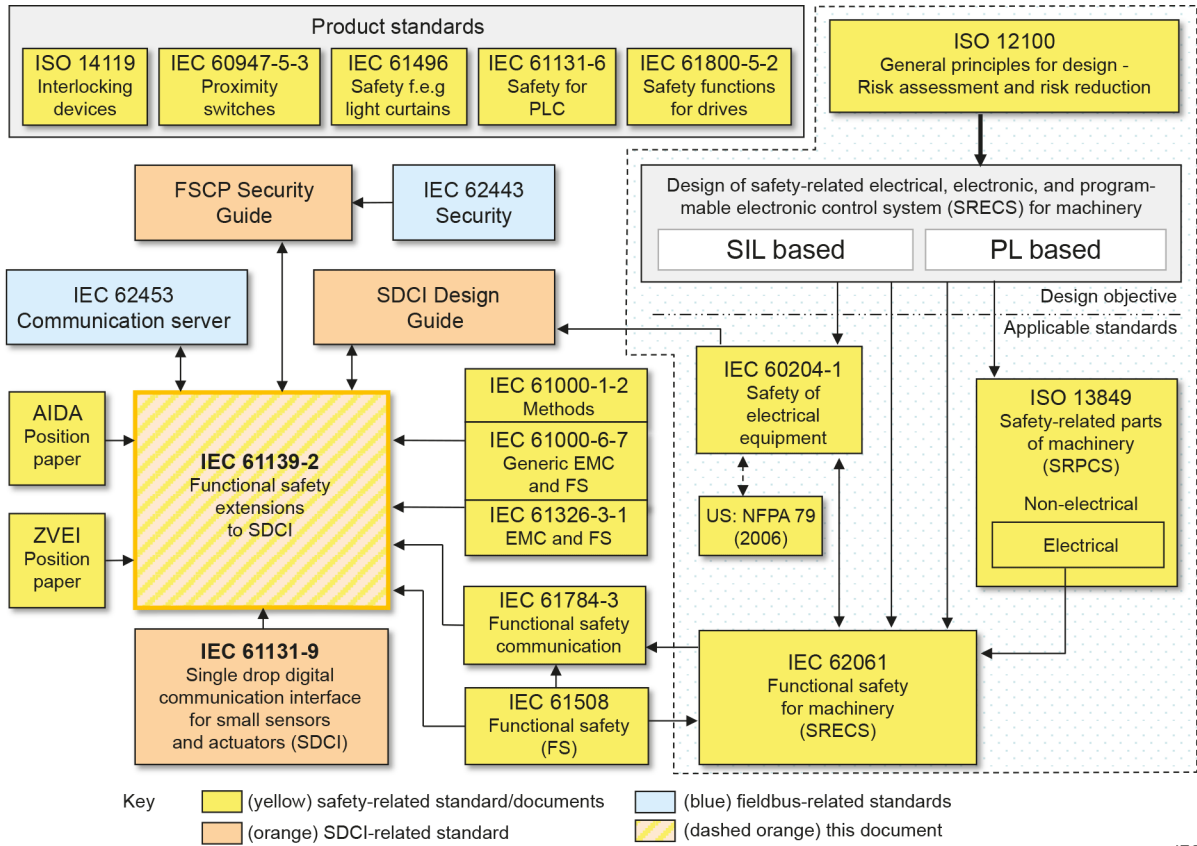 Product standards
ISO 14119
Interlocking
devices
IEC 60947-5-3
Proximity
switches
IEC 61496
Safety f.e.g
light curtains
IEC 61131-6
Safety for
PLC
IEC 61800-5-2
Safety functions
for drives
ISO 12100
General principles for design -
Risk assessment and risk reduction
FSCP Security
Guide
IEC 62443
Security
Design of safety-related electrical, electronic, and program-
mable electronic control system (SRECS) for machinery
SIL based
PL based
Design objective
Applicable standards
IEC 62453
Communication server
SDCI Design
Guide
AIDA
Position
paper
ZVEI
Position
paper
IEC 61139-2
Functional safety
extensions
to SDCI
IEC 61000-1-2
Methods
IEC 61000-6-7
Generic EMC
and FS
IEC 61326-3-1
EMC and FS
IEC 60204-1
Safety of
electrical
equipment
US: NFPA 79
(2006)
ISO 13849
Safety-related parts
of machinery
(SRPCS)
Non-electrical
Electrical
IEC 61131-9
Single drop digital
communication interface
for small sensors
and actuators (SDCI)
IEC 61784-3
Functional safety
communication
IEC 61508
Functional safety
(FS)
IEC 62061
Functional safety
for machinery
(SRECS)
Key
(yellow) safety-related standard/documents
(blue) fieldbus-related standards
(orange) SDCI-related standard
(dashed orange) this document